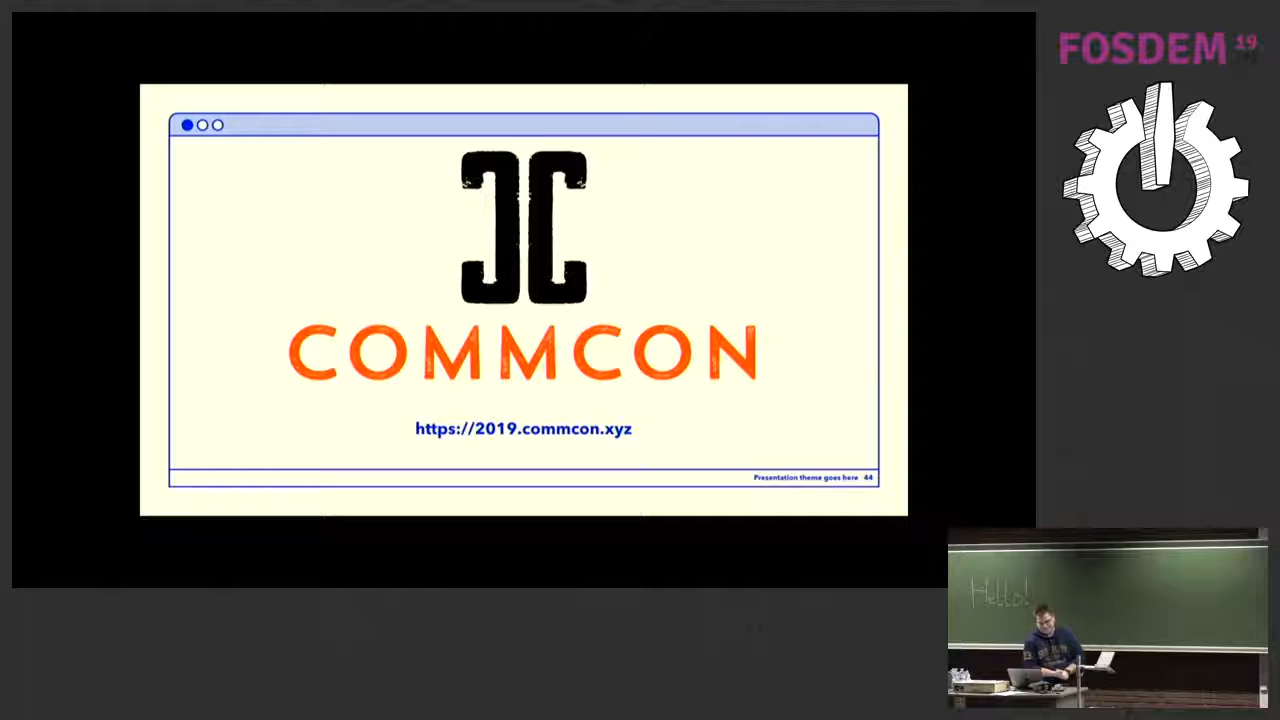 FOSDEM 19
COMMCON
https://2019.commcon.xyz
Presentation theme goes here 44
Hello!